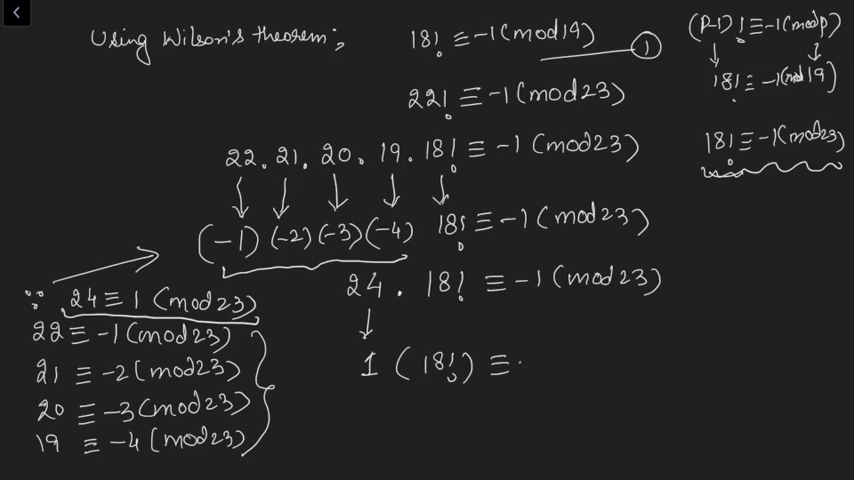 Using Wilson's theorem;
18! ≡ -1 (mod 19) ①
(P-1)! ≡ -1 (mod p)
↓ ↓
18! ≡ -1 (mod 19)
22! ≡ -1 (mod 23)
18! ≡ -1 (mod 23)
22 . 21 . 20 . 19 . 18! ≡ -1 (mod 23)
↓ ↓ ↓ ↓ ↓
(-1) (-2) (-3) (-4) 18! ≡ -1 (mod 23)
24 . 18! ≡ -1 (mod 23)
↓
1 ( 18! ) ≡ -
∵ 24 ≡ 1 (mod 23)
22 ≡ -1 (mod 23)
21 ≡ -2 (mod 23)
20 ≡ -3 (mod 23)
19 ≡ -4 (mod 23)